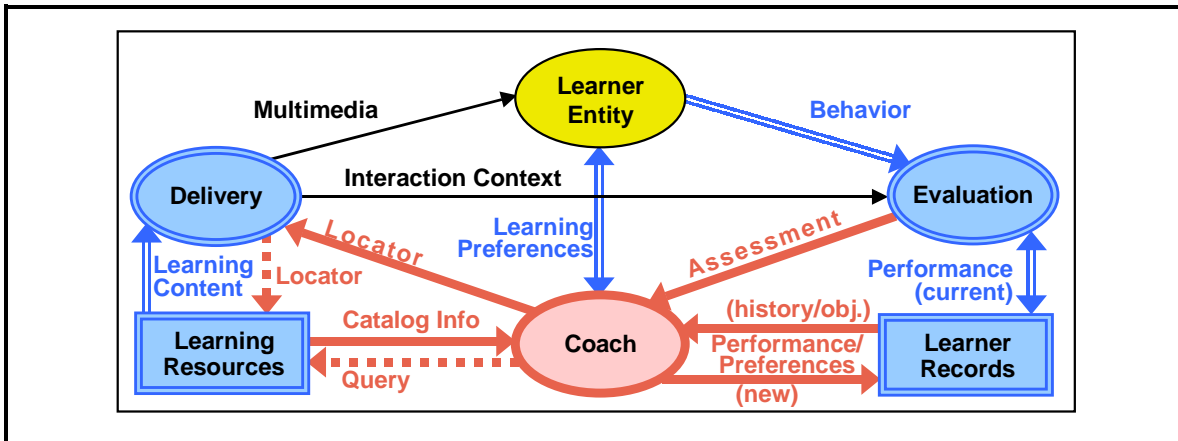 Learner
Entity
Multimedia
Behavior
Delivery
Interaction Context
Evaluation
Learning
Preferences
Locator
Assessment
Learning
Content
Locator
Performance
(current)
Learning
Resources
Catalog Info
Query
Coach
(history/obj.)
Performance/
Preferences
(new)
Learner
Records